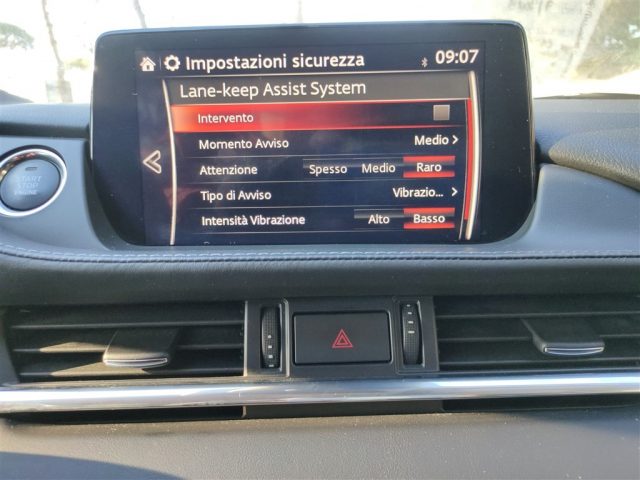 Impostazioni sicurezza 09:07
Lane-keep Assist System
Intervento
Momento Avviso Medio
Attenzione Spesso Medio Raro
Tipo di Avviso Vibrazio...
Intensità Vibrazione Alto Basso
START
STOP
ENGINE